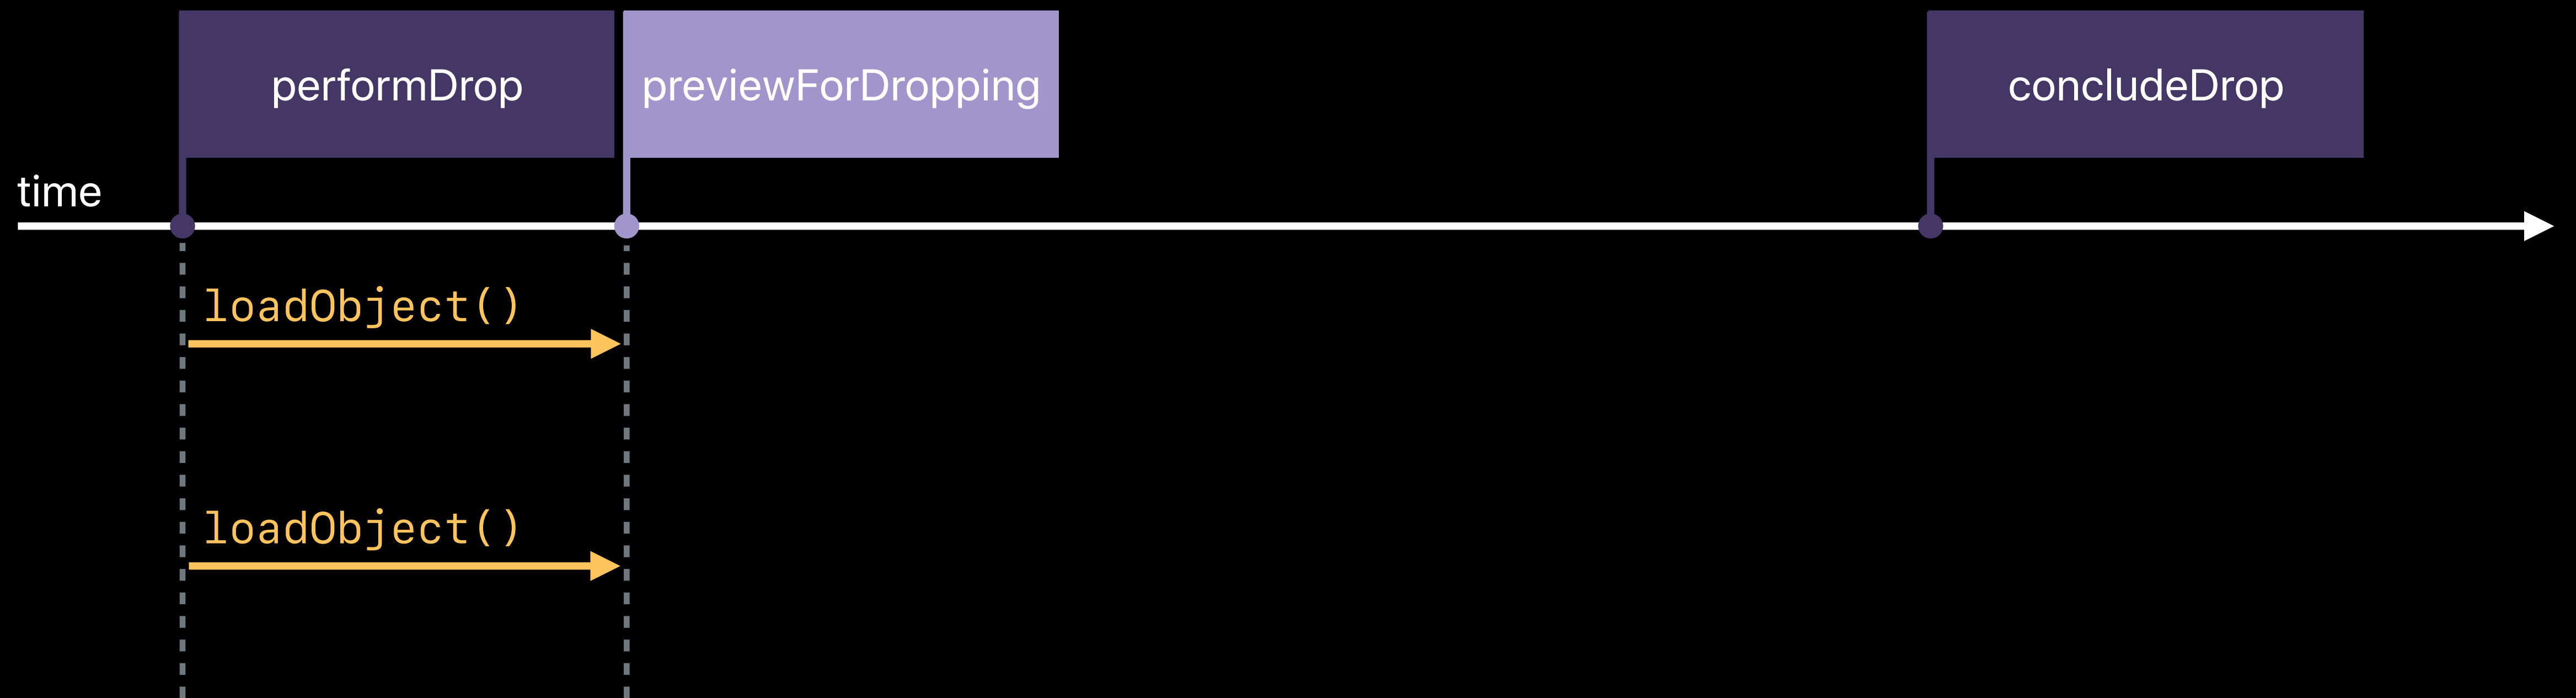 performDrop
previewForDropping
concludeDrop
time
loadObject()
loadObject()